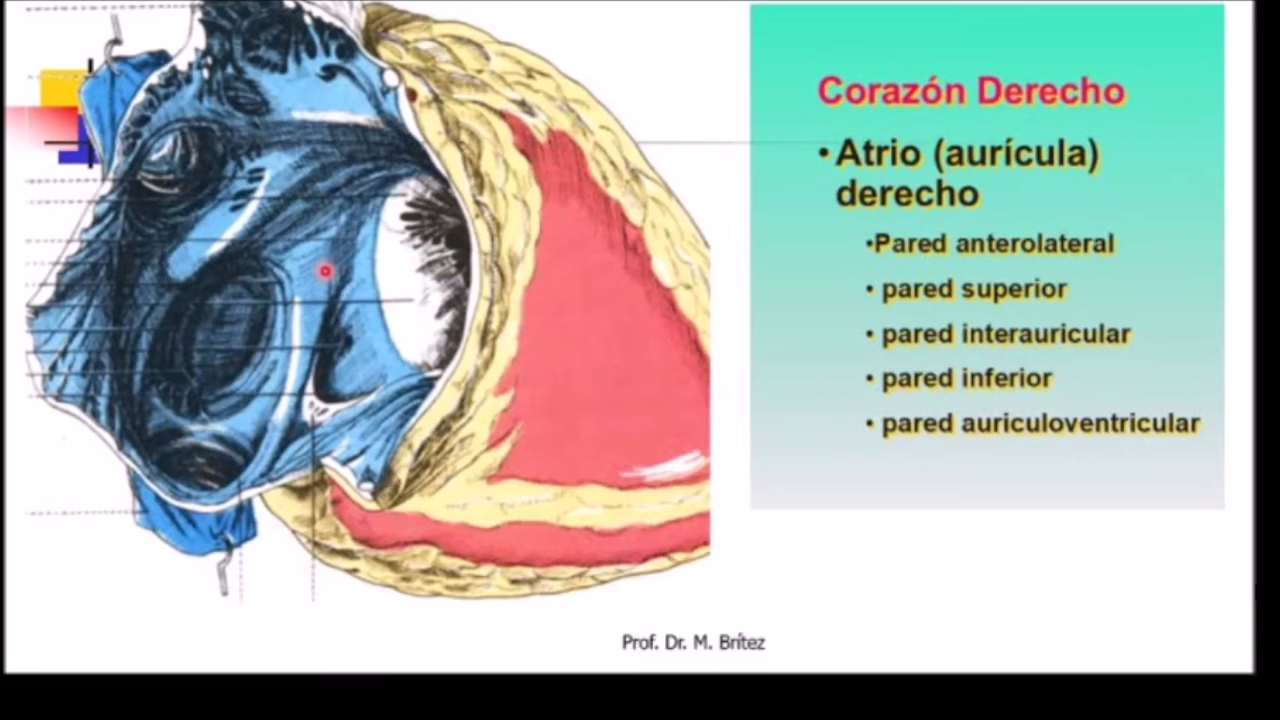 Corazón Derecho
• Atrio (aurícula)
derecho
•Pared anterolateral
• pared superior
• pared interauricular
• pared inferior
• pared auriculoventricular
Prof. Dr. M. Brítez